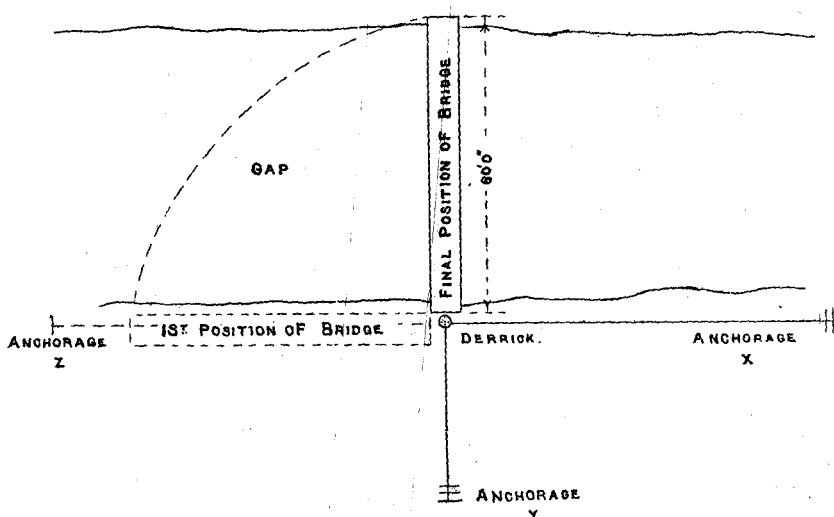 GAP
FINAL POSITION OF BRIDGE
60'0"
1ST POSITION OF BRIDGE
ANCHORAGE
Z
DERRICK.
ANCHORAGE
X
ANCHORAGE
Y